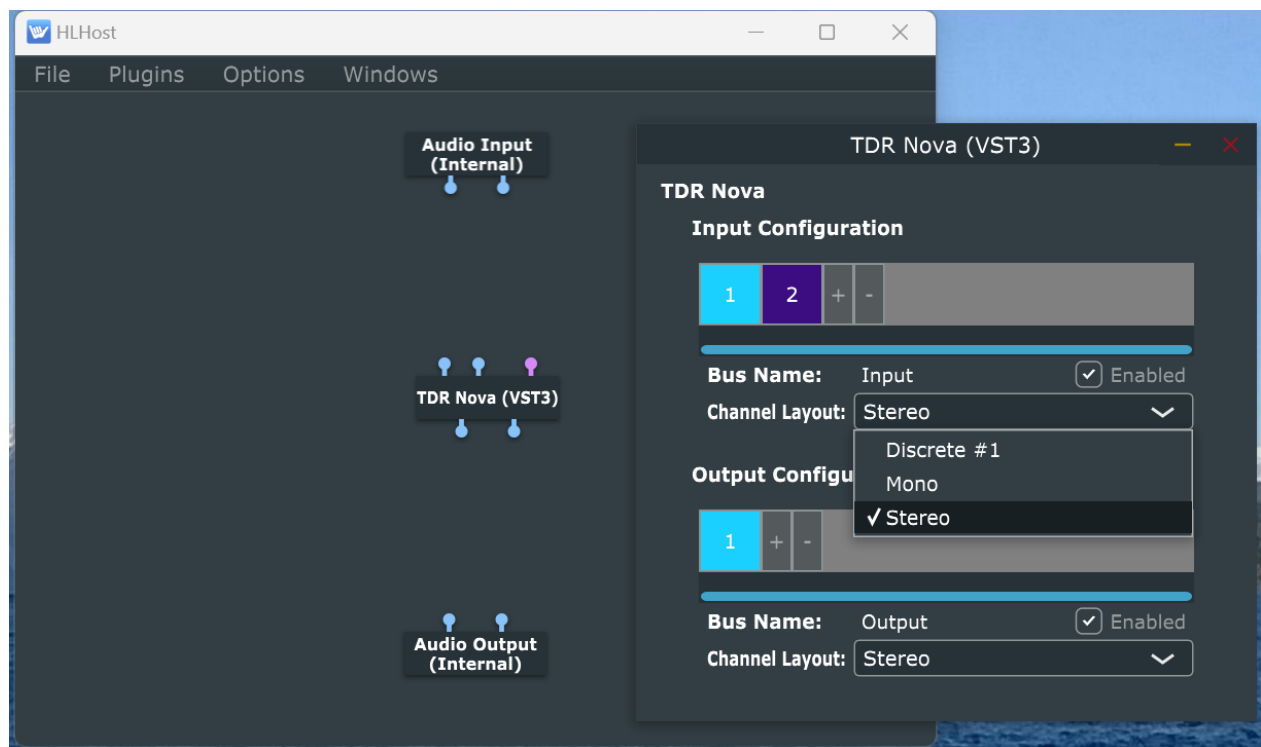 HLHost
File Plugins Options Windows
Audio Input
(Internal)
TDR Nova (VST3)
Audio Output
(Internal)
TDR Nova (VST3)
TDR Nova
Input Configuration
1 2 + -
Bus Name: Input Enabled
Channel Layout: Stereo
Discrete #1
Mono
Stereo
Output Configu
1 + -
Bus Name: Output Enabled
Channel Layout: Stereo